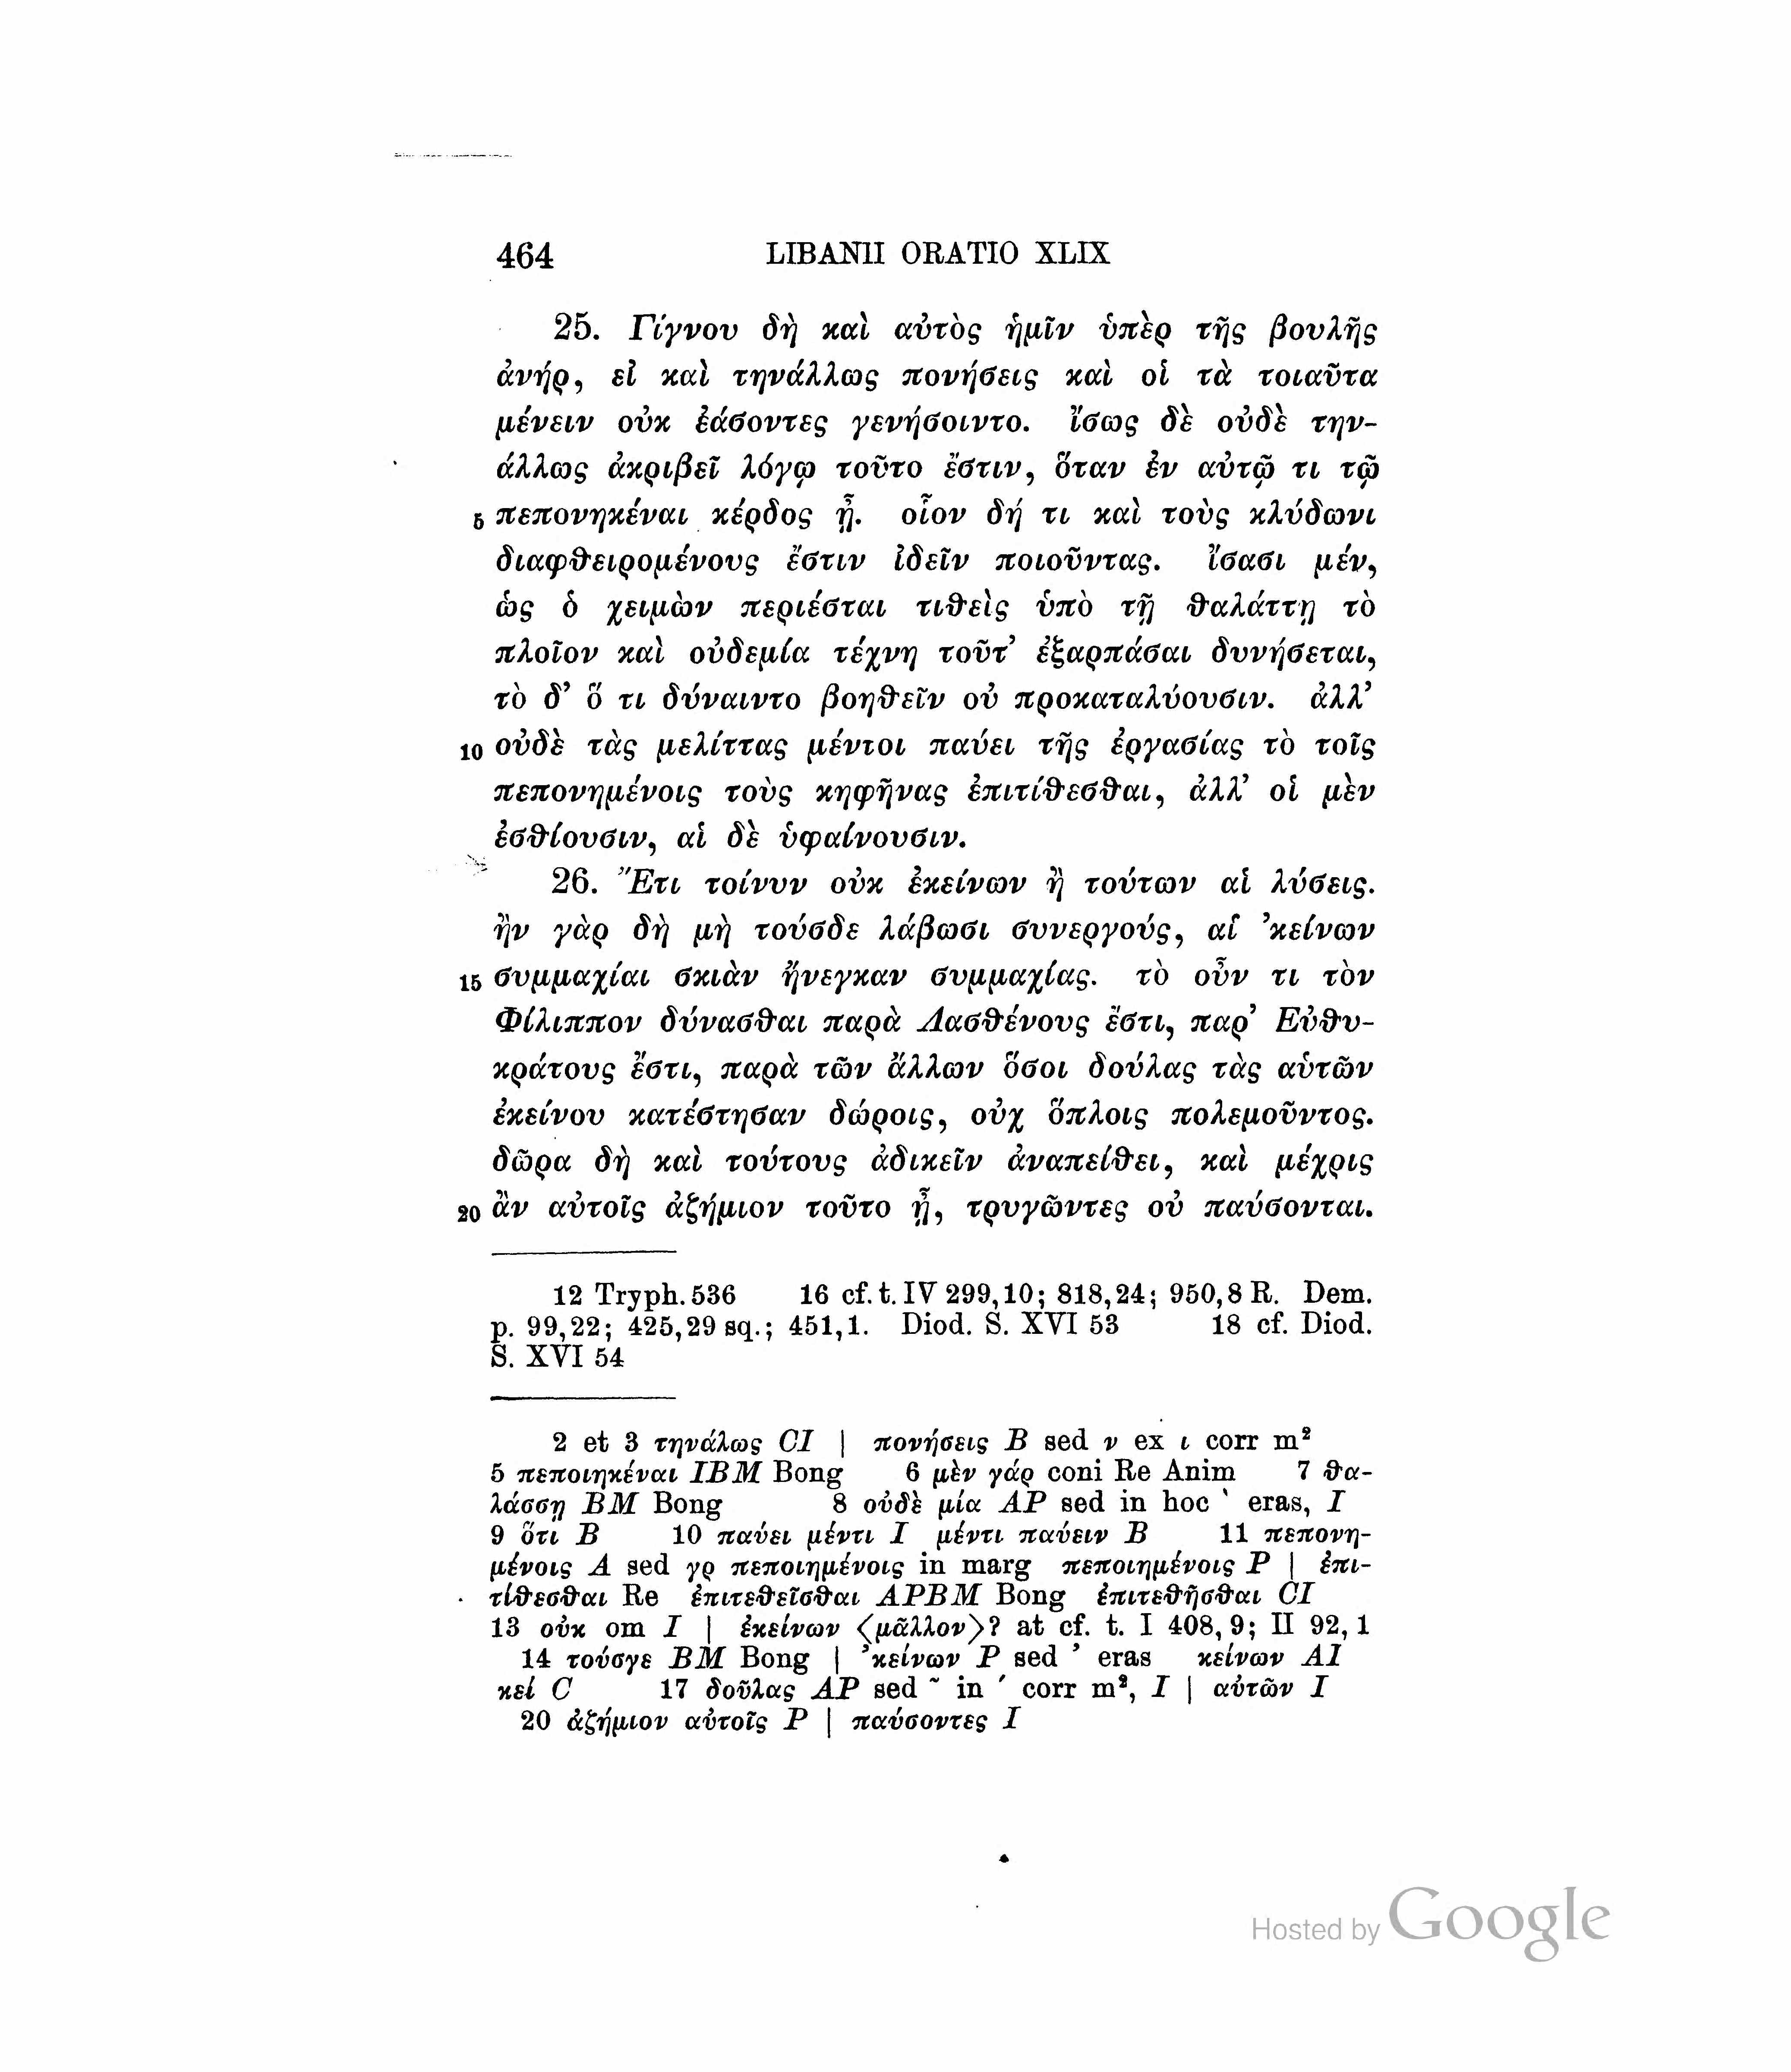 464 LIBANII ORATIO XLIX
25. Γίγνου δὴ καὶ αὐτὸς ἡμῖν ὑπὲρ τῆς βουλῆς
ἀνήρ, εἰ καὶ τηνάλλως πονήσεις καὶ οἱ τὰ τοιαῦτα
μένειν οὐκ ἐάσοντες γενήσοιντο. ἴσως δὲ οὐδὲ την-
άλλως ἀκριβεῖ λόγῳ τοῦτο ἔστιν, ὅταν ἐν αὐτῷ τι τῷ
5 πεπονηκέναι κέρδος ᾖ. οἷον δή τι καὶ τοὺς κλύδωνι
διαφθειρομένους ἔστιν ἰδεῖν ποιοῦντας. ἴσασι μέν,
ὡς ὁ χειμὼν περιέσται τιθεὶς ὑπὸ τῇ θαλάττῃ τὸ
πλοῖον καὶ οὐδεμία τέχνη τοῦτ’ ἐξαρπάσαι δυνήσεται,
τὸ δ’ ὅ τι δύναιντο βοηθεῖν οὐ προκαταλύουσιν. ἀλλ’
10 οὐδὲ τὰς μελίττας μέντοι παύει τῆς ἐργασίας τὸ τοῖς
πεπονημένοις τοὺς κηφῆνας ἐπιτίθεσθαι, ἀλλ’ οἱ μὲν
ἐσθίουσιν, αἱ δὲ ὑφαίνουσιν.
26. Ἔτι τοίνυν οὐκ ἐκείνων ἢ τούτων αἱ λύσεις.
ἢν γὰρ δὴ μὴ τούσδε λάβωσι συνεργούς, αἱ ’κείνων
15 συμμαχίαι σκιὰν ἤνεγκαν συμμαχίας. τὸ οὖν τι τὸν
Φίλιππον δύνασθαι παρὰ Λασθένους ἔστι, παρ’ Εὐθυ-
κράτους ἔστι, παρὰ τῶν ἄλλων ὅσοι δούλας τὰς αὑτῶν
ἐκείνου κατέστησαν δώροις, οὐχ ὅπλοις πολεμοῦντος.
δῶρα δὴ καὶ τούτους ἀδικεῖν ἀναπείθει, καὶ μέχρις
20 ἂν αὐτοῖς ἀζήμιον τοῦτο ᾖ, τρυγῶντες οὐ παύσονται.
12 Tryph. 536 16 cf. t. IV 299,10; 818,24; 950,8 R. Dem.
p. 99,22; 425,29 sq.; 451,1. Diod. S. XVI 53 18 cf. Diod.
S. XVI 54
2 et 3 τηνάλως CI | πονήσεις B sed ν ex ι corr m²
5 πεποιηκέναι IBM Bong 6 μὲν γάρ coni Re Anim 7 θα-
λάσσῃ BM Bong 8 οὐδὲ μία AP sed in hoc ` eras, I
9 ὅτι B 10 παύει μέντι I μέντι παύειν B 11 πεπονη-
μένοις A sed γρ πεποιημένοις in marg πεποιημένοις P | ἐπι-
τίθεσθαι Re ἐπιτεθεῖσθαι APBM Bong ἐπιτεθῆσθαι CI
13 οὐκ om I | ἐκείνων ⟨μᾶλλον⟩? at cf. t. I 408, 9; II 92, 1
14 τούσγε BM Bong | ’κείνων P sed ’ eras κείνων AI
κεί C 17 δοῦλας AP sed ~ in ´ corr m², I | αὐτῶν I
20 ἀζήμιον αὐτοῖς P | παύσοντες I
Hosted by Google